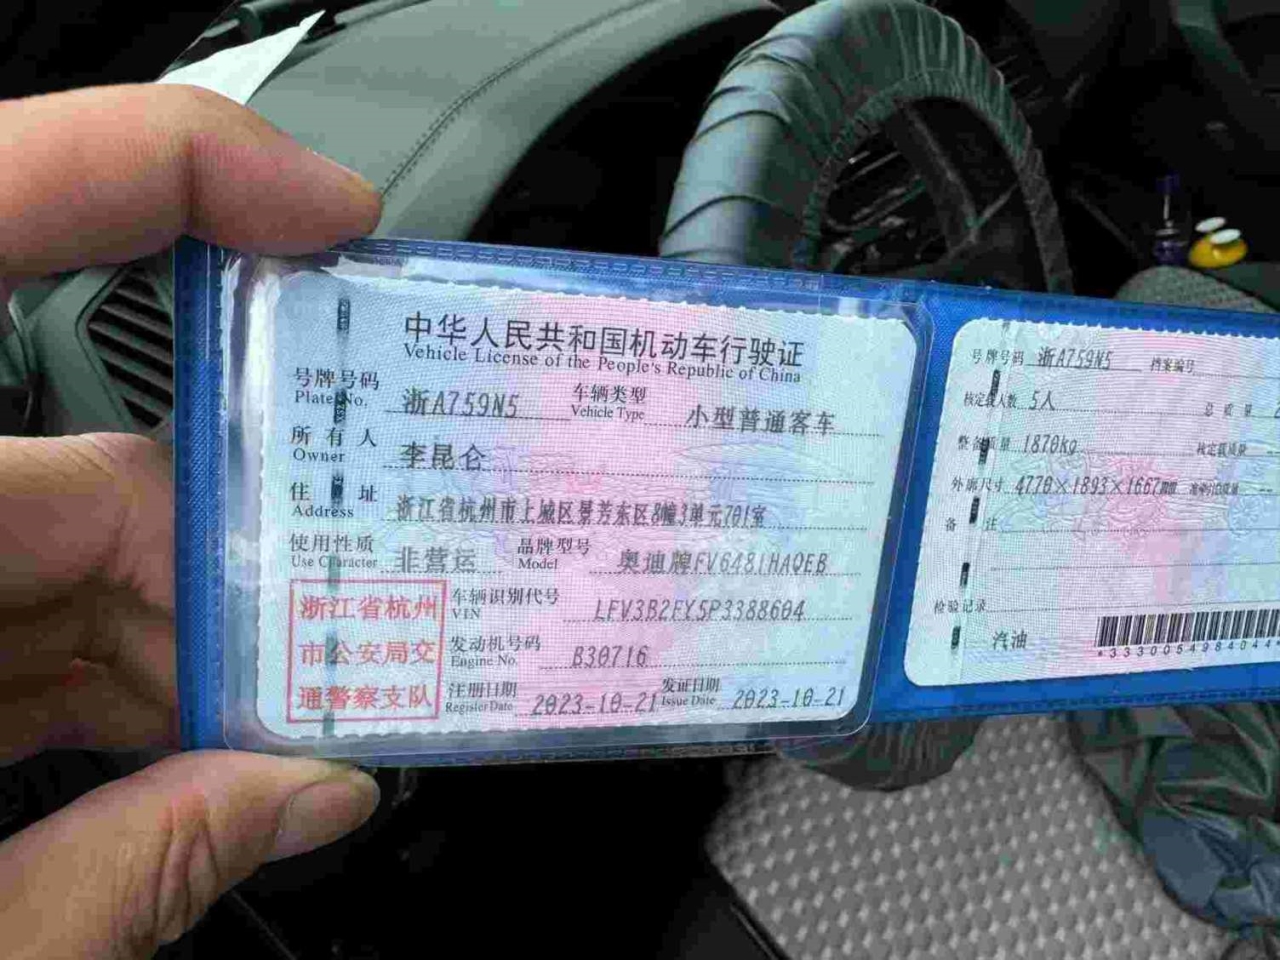 中华人民共和国机动车行驶证
Vehicle License of the People's Republic of China
号牌号码 浙A759N5 车辆类型 小型普通客车
Plate No. Vehicle Type
所有人 李昆仑
Owner
住址 浙江省杭州市上城区景芳东区8幢3单元701室
Address
使用性质 非营运 品牌型号 奥迪牌FV6481HAQEB
Use Character Model
浙江省杭州
市公安局交
通警察支队
车辆识别代号 LFV3B2FY5P3388604
VIN
发动机号码 B30716
Engine No.
注册日期 2023-10-21 发证日期 2023-10-21
Register Date Issue Date
号牌号码 浙A759N5 档案编号
核定载人数 5人 总质量
整备质量 1870kg 核定载质量 --
外廓尺寸 4770×1893×1667mm --
备注
检验记录
汽油
*333005498404